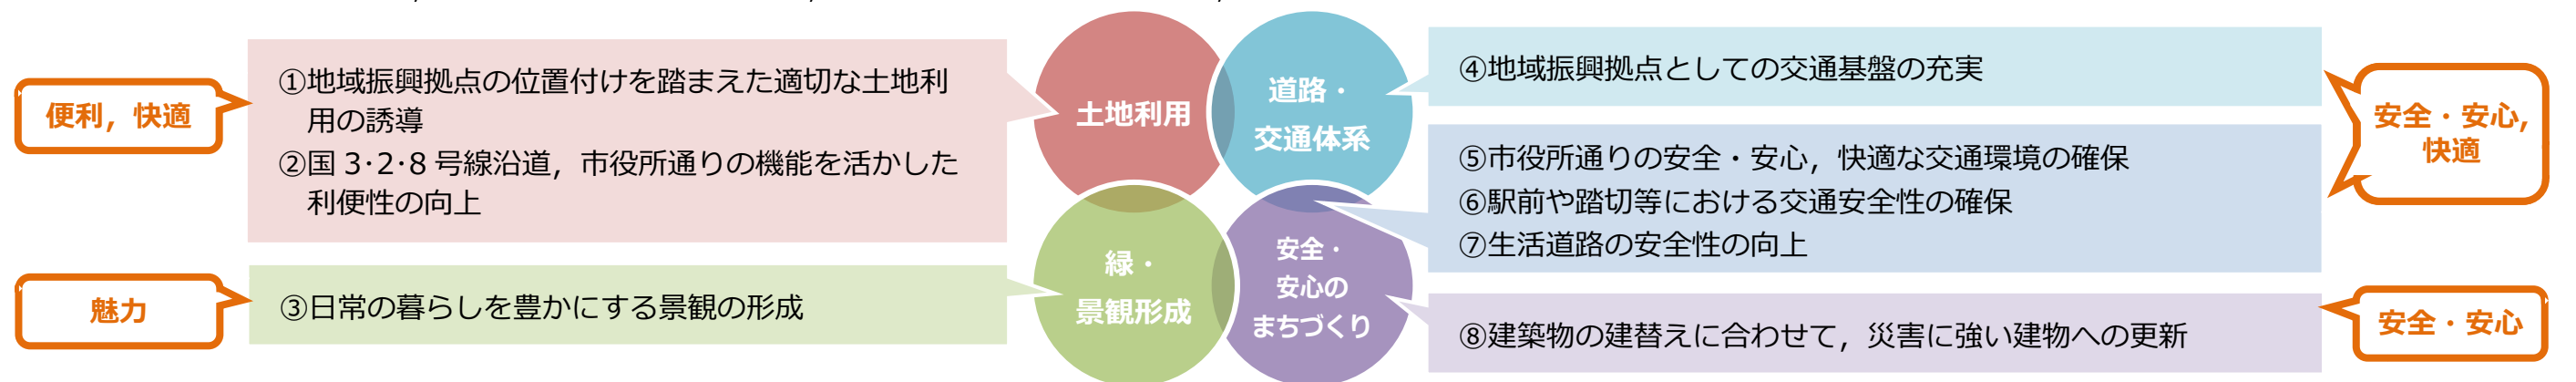 便利，快適
①地域振興拠点の位置付けを踏まえた適切な土地利
用の誘導
②国 3･2･8 号線沿道，市役所通りの機能を活かした
利便性の向上
魅力
③日常の暮らしを豊かにする景観の形成
土地利用
道路・
交通体系
緑・
景観形成
安全・
安心の
まちづくり
④地域振興拠点としての交通基盤の充実
⑤市役所通りの安全・安心，快適な交通環境の確保
⑥駅前や踏切等における交通安全性の確保
⑦生活道路の安全性の向上
安全・安心，
快適
⑧建築物の建替えに合わせて，災害に強い建物への更新
安全・安心